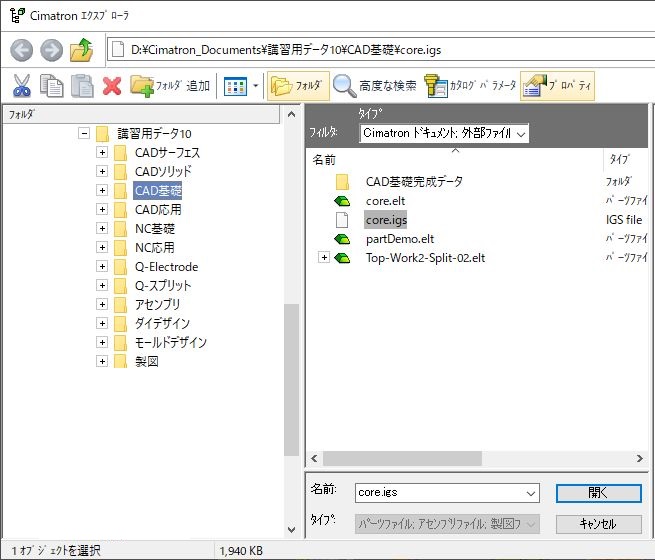 Cimatron エクスプローラ
D:¥Cimatron_Documents¥講習用データ10¥CAD基礎¥core.igs
フォルダ 追加
フォルダ
高度な検索
カタログ パラメータ
プロパティ
フォルダ
講習用データ10
CADサーフェス
CADソリッド
CAD基礎
CAD応用
NC基礎
NC応用
Q-Electrode
Q-スプリット
アセンブリ
ダイデザイン
モールドデザイン
製図
タイプ
フィルタ:
Cimatron ドキュメント; 外部ファイル
名前
タイプ
CAD基礎完成データ
フォルダ
core.elt
パーツファイ
core.igs
IGS file
partDemo.elt
パーツファイ
Top-Work2-Split-02.elt
パーツファイ
名前:
core.igs
開く
タイプ:
パーツファイル; アセンブリファイル; 製図フ
キャンセル
1 オブジェクトを選択
1,940 KB